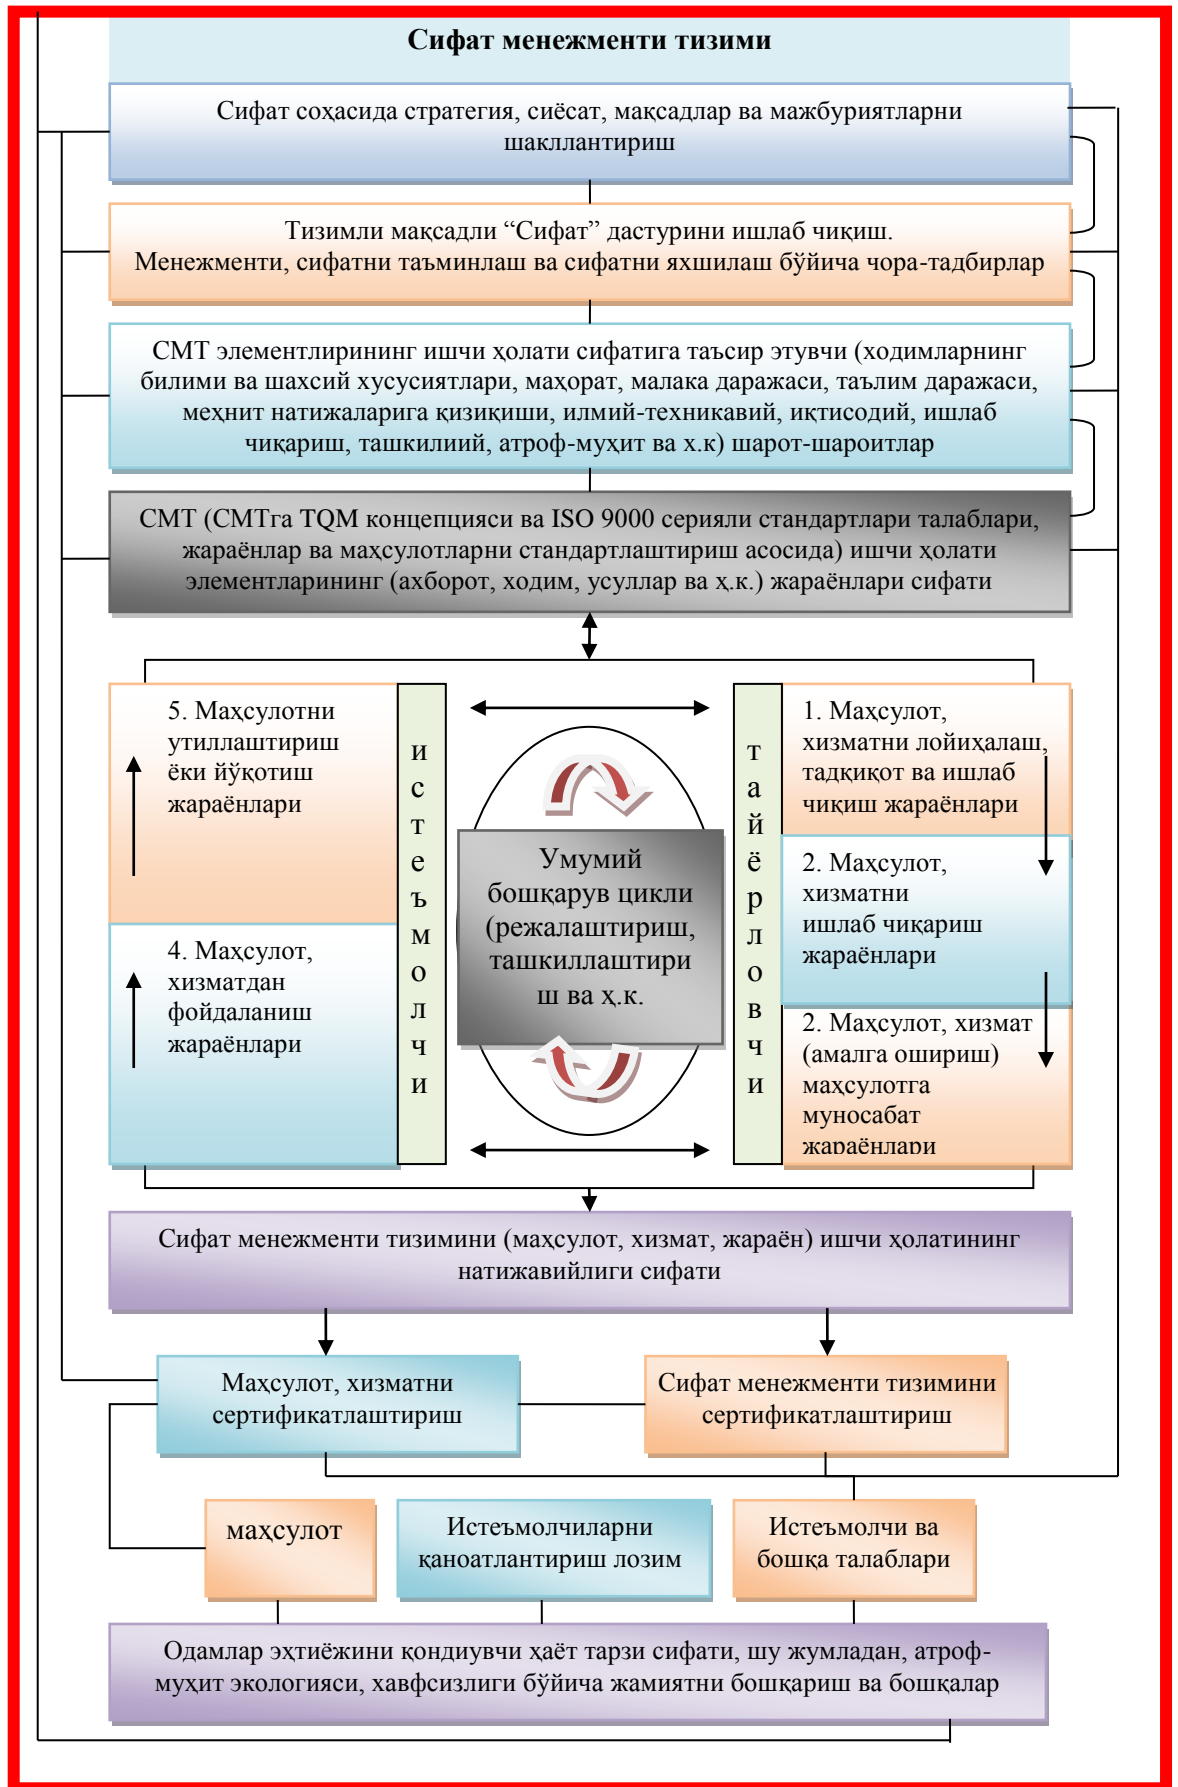 Сифат менежменти тизими
Сифат соҳасида стратегия, сиёсат, мақсадлар ва мажбуриятларни
шакллантириш
Тизимли мақсадли “Сифат” дастурини ишлаб чиқиш.
Менежменти, сифатни таъминлаш ва сифатни яхшилаш бўйича чора-тадбирлар
СМТ элементлирининг ишчи ҳолати сифатига таъсир этувчи (ходимларнинг
билими ва шахсий хусусиятлари, маҳорат, малака даражаси, таълим даражаси,
меҳнит натижаларига қизиқиши, илмий-техникавий, иқтисодий, ишлаб
чиқариш, ташкилиий, атроф-муҳит ва х.к) шарот-шароитлар
СМТ (СМТга TQM концепцияси ва ISO 9000 серияли стандартлари талаблари,
жараёнлар ва маҳсулотларни стандартлаштириш асосида) ишчи ҳолати
элементларининг (ахборот, ходим, усуллар ва ҳ.к.) жараёнлари сифати
5. Маҳсулотни
утиллаштириш
ёки йўқотиш
жараёнлари
4. Маҳсулот,
хизматдан
фойдаланиш
жараёнлари
и
с
т
е
ъ
м
о
л
ч
и
Умумий
бошқарув цикли
(режалаштириш,
ташкиллаштири
ш ва ҳ.к.
т
а
й
ё
р
л
о
в
ч
и
1. Маҳсулот,
хизматни лойиҳалаш,
тадқиқот ва ишлаб
чиқиш жараёнлари
2. Маҳсулот,
хизматни
ишлаб чиқариш
жараёнлари
2. Маҳсулот, хизмат
(амалга ошириш)
маҳсулотга
муносабат
жараёнлари
Сифат менежменти тизимини (маҳсулот, хизмат, жараён) ишчи ҳолатининг
натижавийлиги сифати
Маҳсулот, хизматни
сертификатлаштириш
Сифат менежменти тизимини
сертификатлаштириш
маҳсулот
Истеъмолчиларни
қаноатлантириш лозим
Истеъмолчи ва
бошқа талаблари
Одамлар эҳтиёжини қондиувчи ҳаёт тарзи сифати, шу жумладан, атроф-
муҳит экологияси, хавфсизлиги бўйича жамиятни бошқариш ва бошқалар